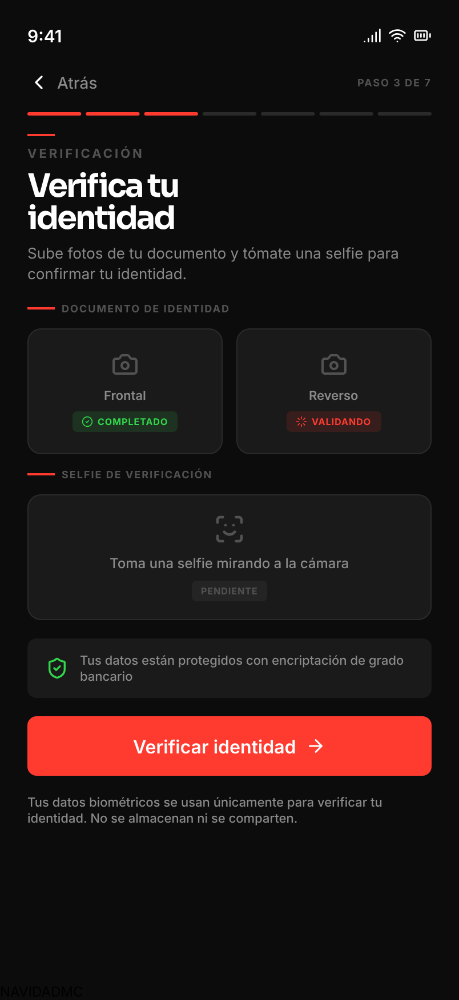 9:41
Atrás
PASO 3 DE 7
VERIFICACIÓN
Verifica tu
identidad
Sube fotos de tu documento y tómate una selfie para
confirmar tu identidad.
DOCUMENTO DE IDENTIDAD
Frontal
COMPLETADO
Reverso
VALIDANDO
SELFIE DE VERIFICACIÓN
Toma una selfie mirando a la cámara
PENDIENTE
Tus datos están protegidos con encriptación de grado
bancario
Verificar identidad
Tus datos biométricos se usan únicamente para verificar tu
identidad. No se almacenan ni se comparten.
NAVIDADMC